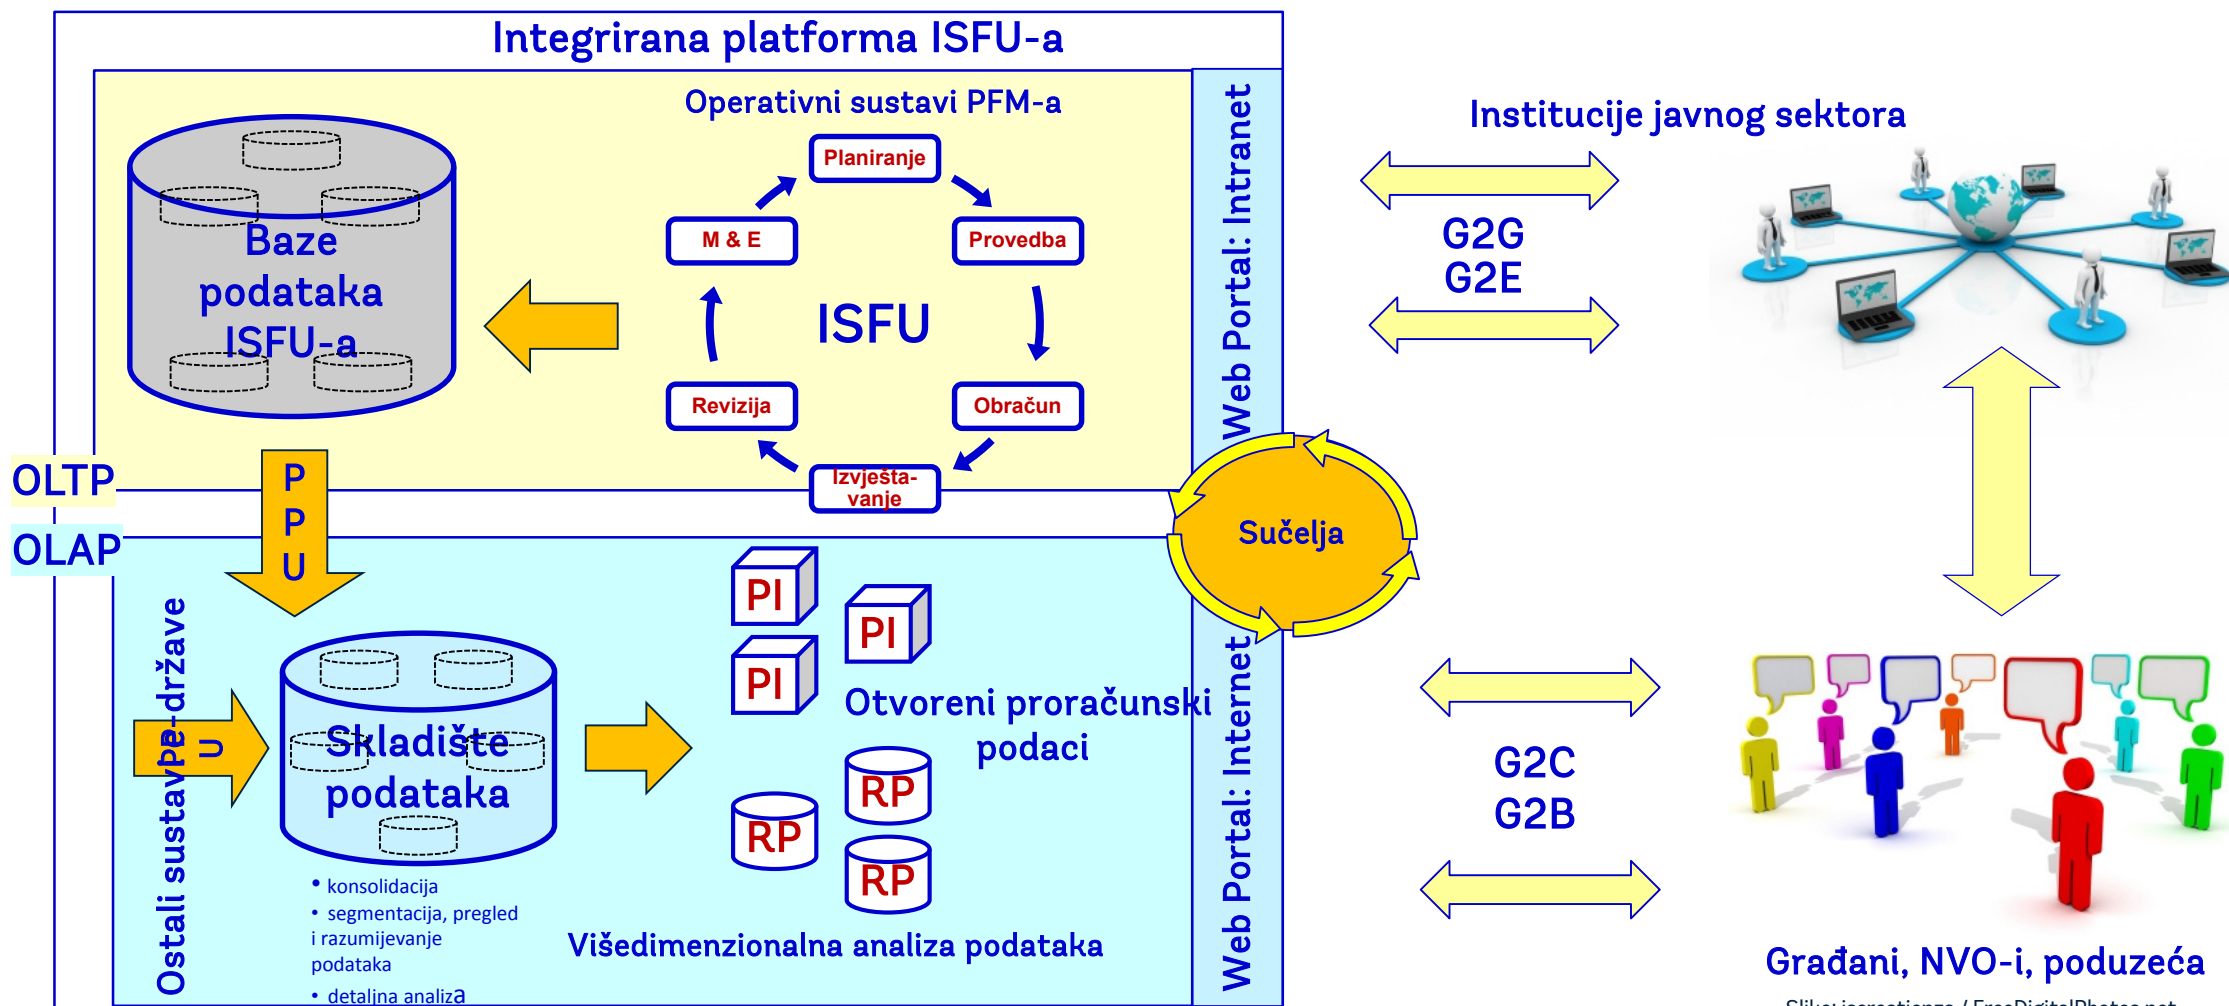 Integrirana platforma ISFU-a
Operativni sustavi PFM-a
Planiranje
Provedba
Obračun
Izvješta-
vanje
Revizija
M & E
ISFU
Baze
podataka
ISFU-a
Web Portal: Intranet
Institucije javnog sektora
G2G
G2E
OLTP
OLAP
P
P
U
Sučelja
Ostali sustavi e-države
PP
U
Skladište
podataka
• konsolidacija
• segmentacija, pregled
i razumijevanje
podataka
• detaljna analiza
PI
PI
PI
Otvoreni proračunski
podaci
RP
RP
RP
Višedimenzionalna analiza podataka
Web Portal: Internet
G2C
G2B
Građani, NVO-i, poduzeća